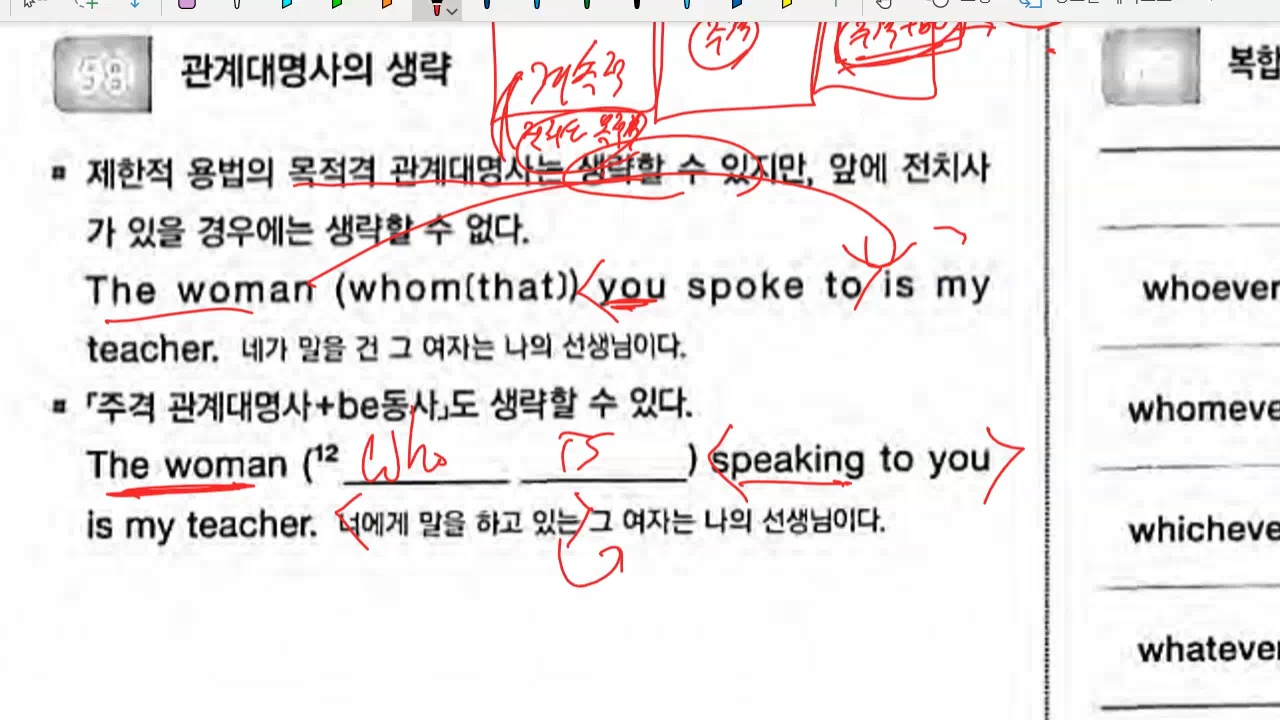 58 관계대명사의 생략
계속적
주격
제한적 용법의 목적격 관계대명사는 생략할 수 있지만, 앞에 전치사
가 있을 경우에는 생략할 수 없다.
The woman (whom(that)) you spoke to is my
teacher. 네가 말을 건 그 여자는 나의 선생님이다.
「주격 관계대명사+be동사」도 생략할 수 있다.
The woman (12 who is ) speaking to you
is my teacher. 너에게 말을 하고 있는 그 여자는 나의 선생님이다.
복합
whoever
whomeve
whicheve
whatever